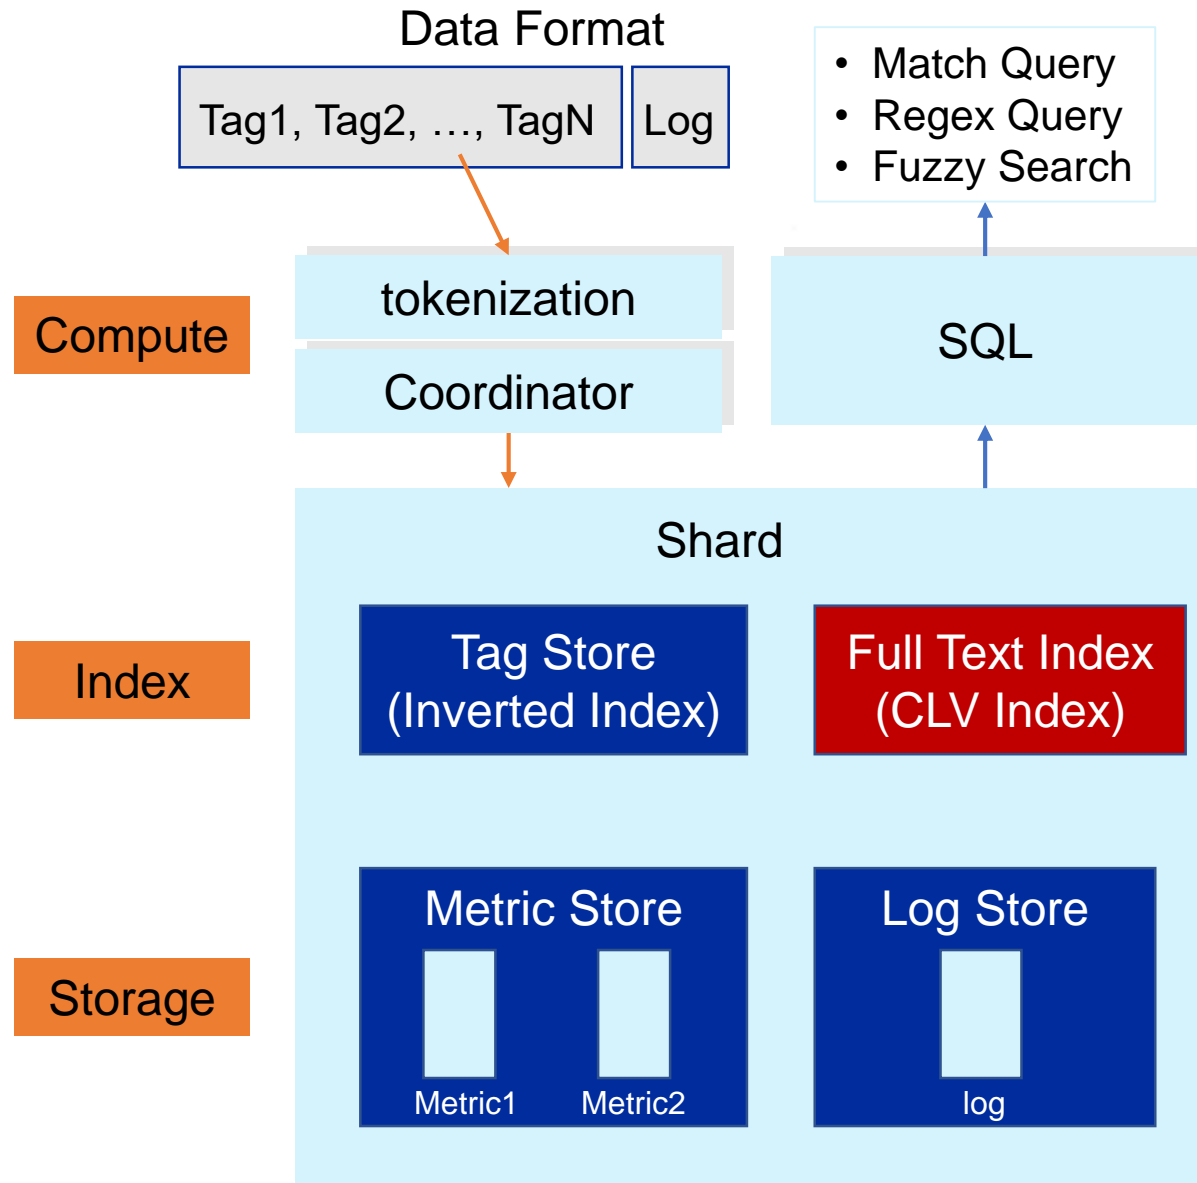 Data Format
Tag1, Tag2, …, TagN
Log
• Match Query
• Regex Query
• Fuzzy Search
Compute
tokenization
Coordinator
SQL
Shard
Index
Tag Store
(Inverted Index)
Full Text Index
(CLV Index)
Storage
Metric Store
Metric1
Metric2
Log Store
log